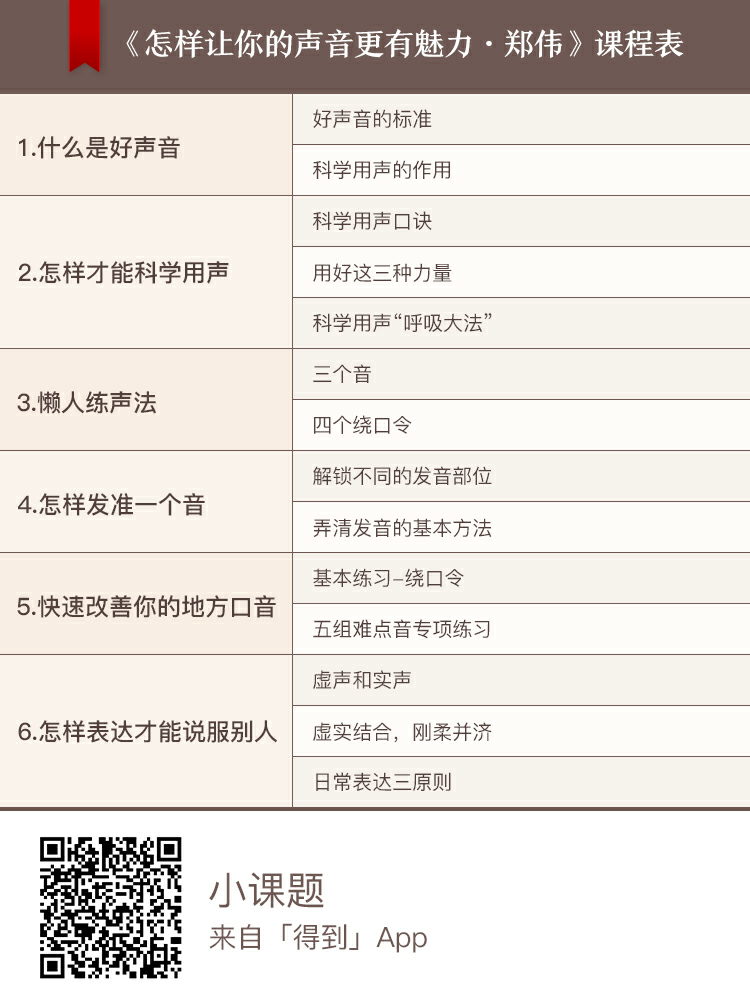 《怎样让你的声音更有魅力·郑伟》课程表
1.什么是好声音
好声音的标准
科学用声的作用
2.怎样才能科学用声
科学用声口诀
用好这三种力量
科学用声“呼吸大法”
3.懒人练声法
三个音
四个绕口令
4.怎样发准一个音
解锁不同的发音部位
弄清发音的基本方法
5.快速改善你的地方口音
基本练习–绕口令
五组难点音专项练习
6.怎样表达才能说服别人
虚声和实声
虚实结合，刚柔并济
日常表达三原则
小课题
来自「得到」App